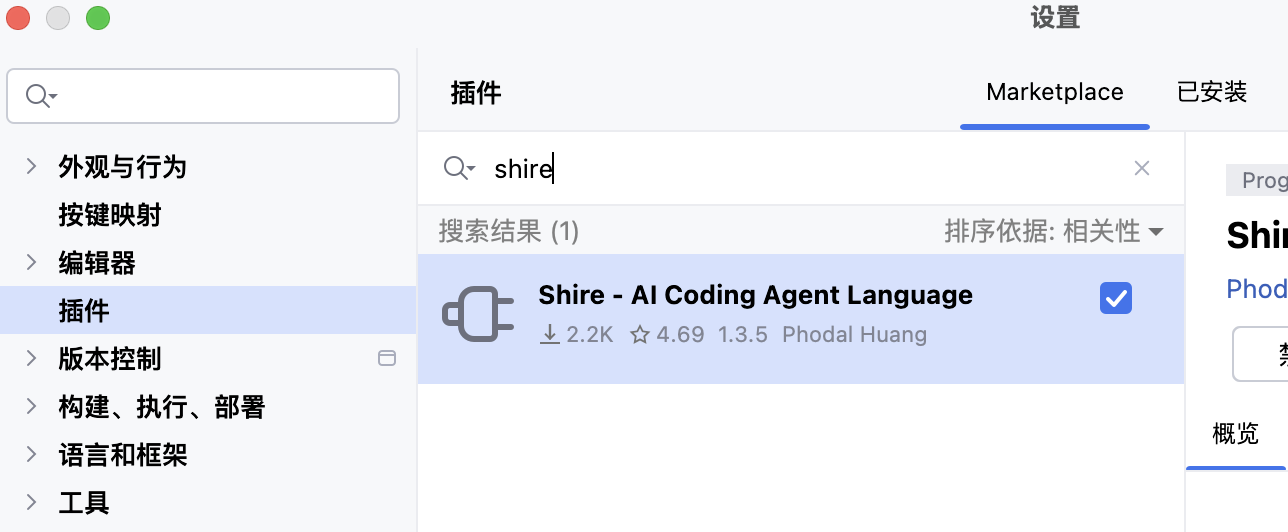 设置
插件
Marketplace
已安装
外观与行为
按键映射
编辑器
插件
版本控制
构建、执行、部署
语言和框架
工具
shire
搜索结果 (1)
排序依据: 相关性
Shire - AI Coding Agent Language
2.2K 4.69 1.3.5 Phodal Huang
概览